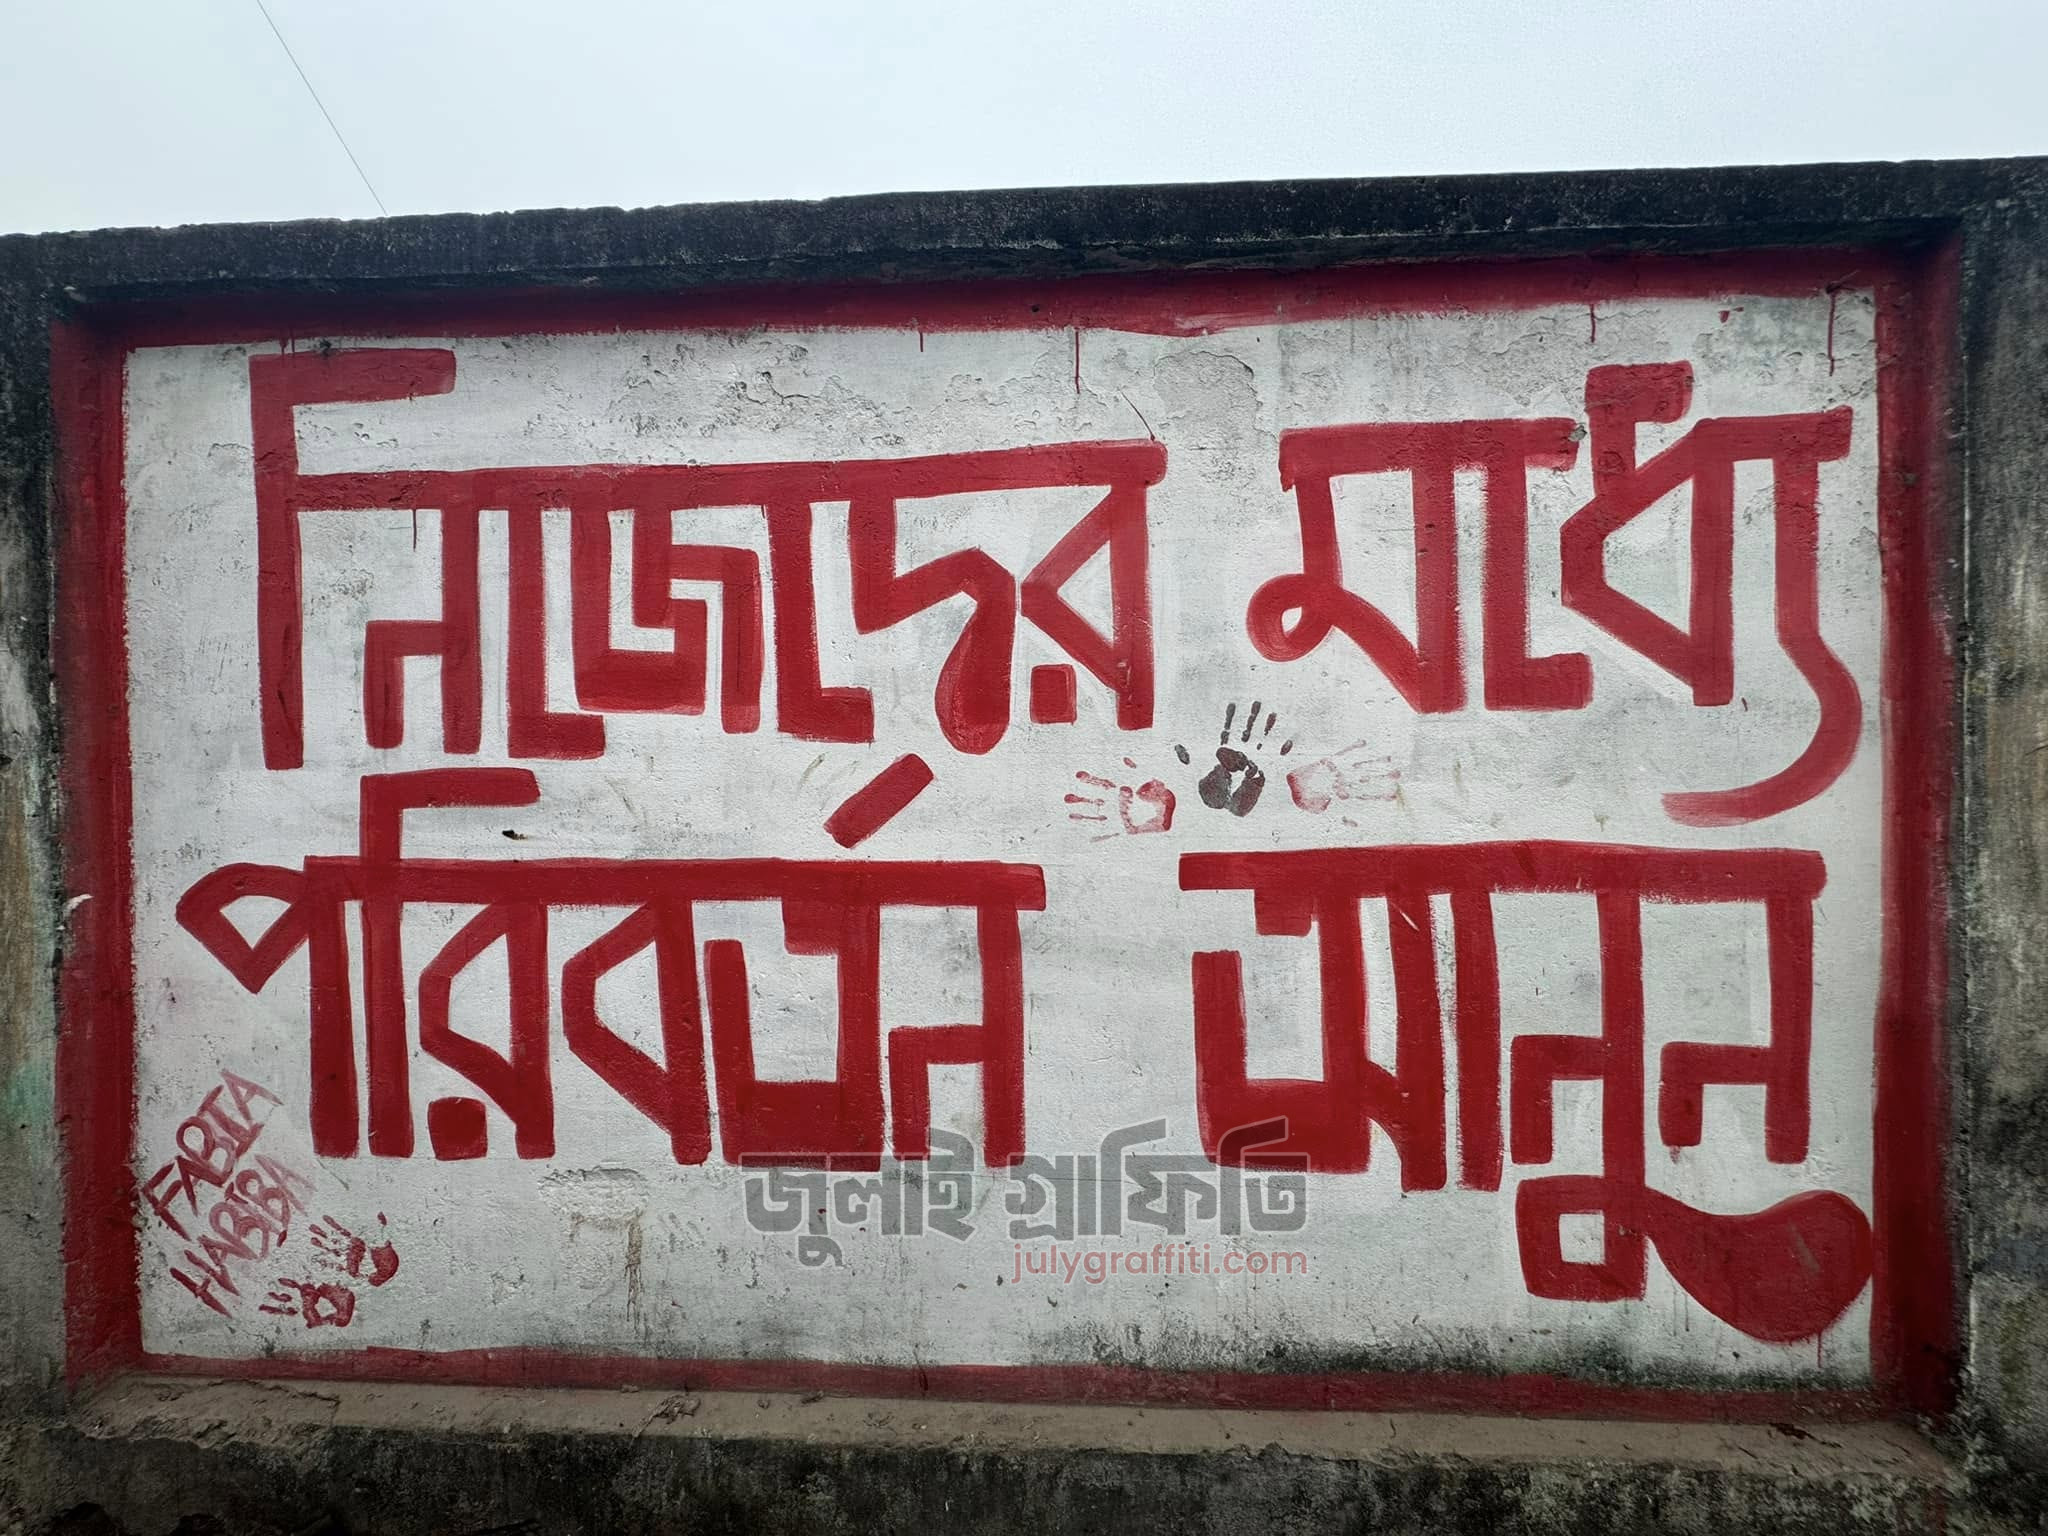 নিজেদের মধ্যে
পরিবর্তন আনুন
FABIA
HABIBA
জুলাই গ্রাফিতি
julygraffiti.com